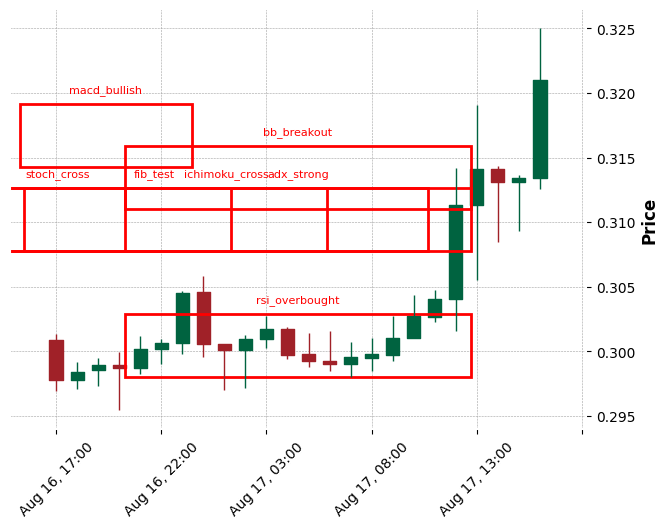 0.325
0.320
macd_bullish
bb_breakout
0.315
stoch_cross
fib_test
ichimoku_cross
adx_strong
0.310
Price
0.305
rsi_overbought
0.300
0.295
Aug 16, 17:00
Aug 16, 22:00
Aug 17, 03:00
Aug 17, 08:00
Aug 17, 13:00